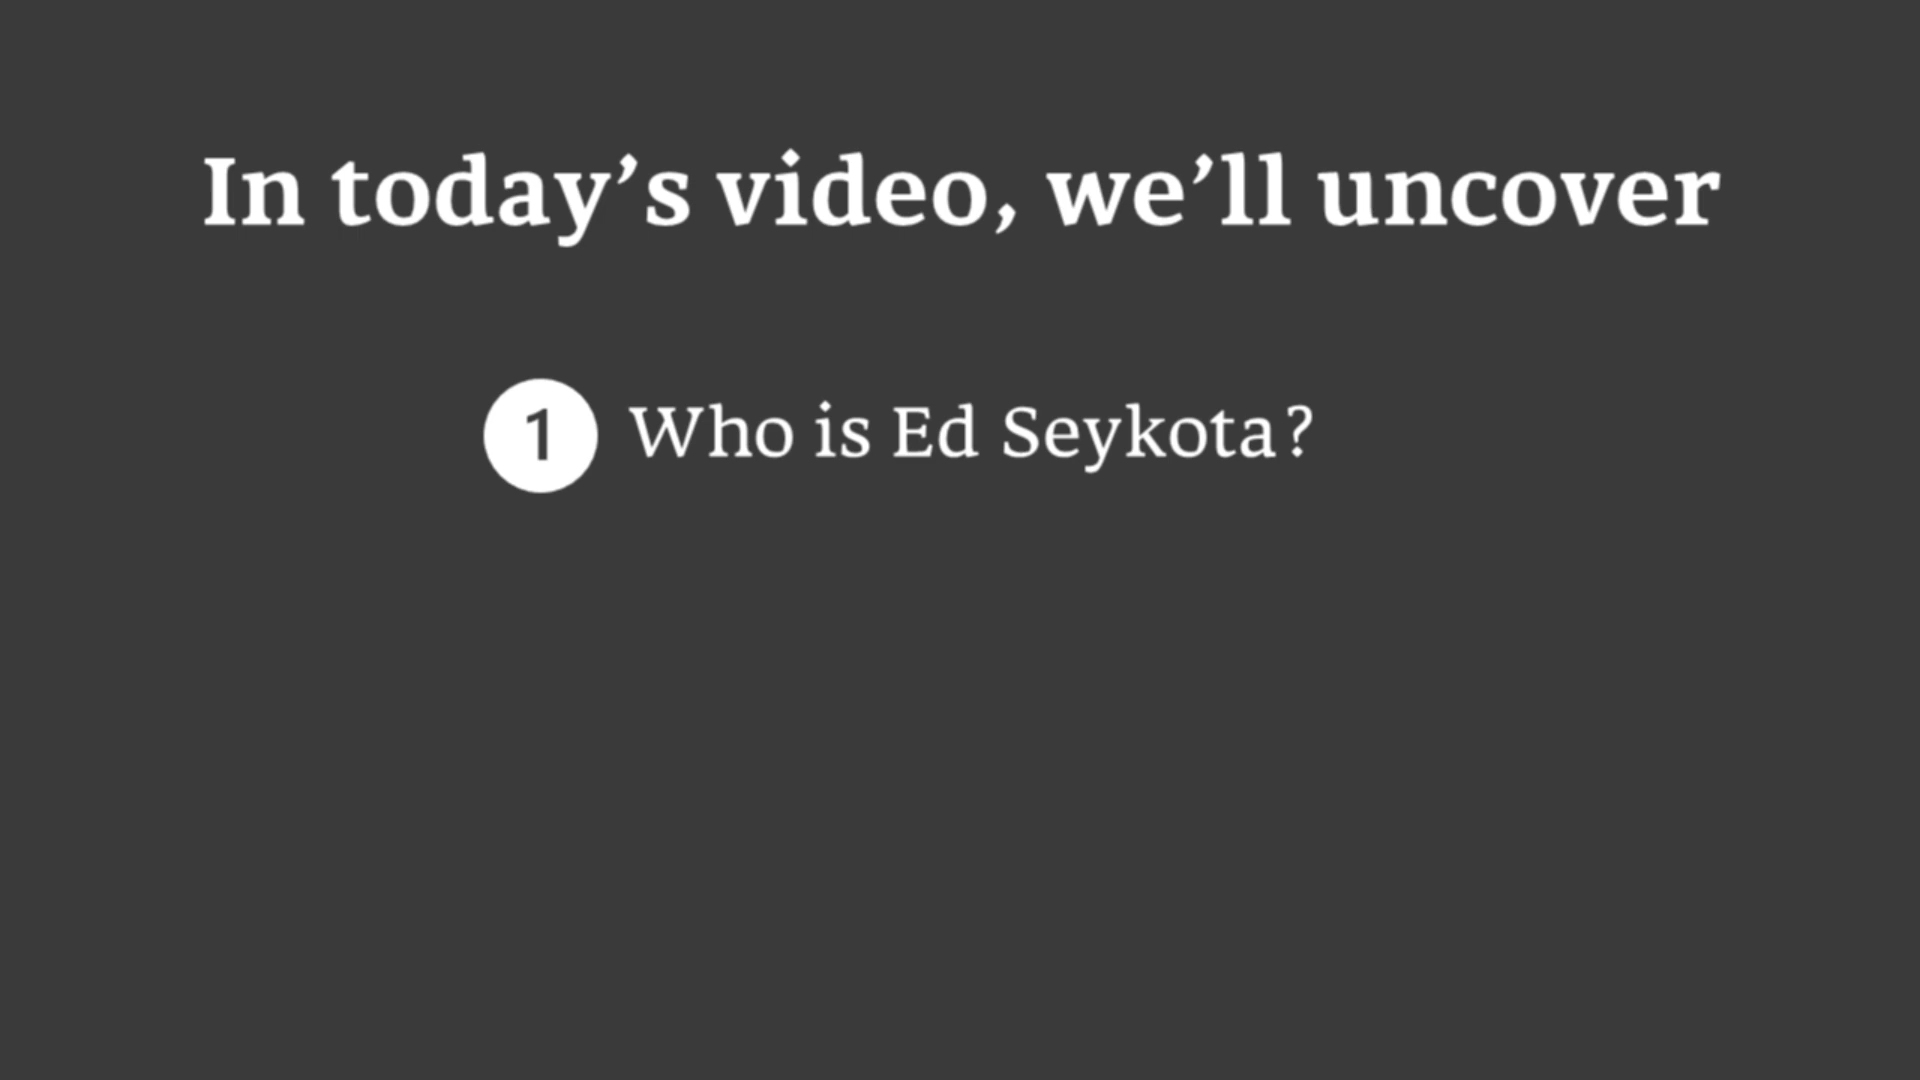 In today’s video, we’ll uncover
1 Who is Ed Seykota?